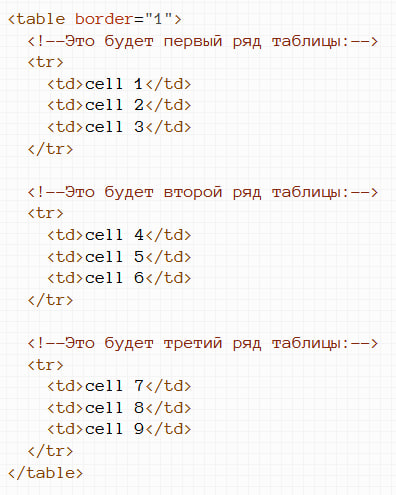 <table border="1">
<!--Это будет первый ряд таблицы:-->
<tr>
<td>cell 1</td>
<td>cell 2</td>
<td>cell 3</td>
</tr>
<!--Это будет второй ряд таблицы:-->
<tr>
<td>cell 4</td>
<td>cell 5</td>
<td>cell 6</td>
</tr>
<!--Это будет третий ряд таблицы:-->
<tr>
<td>cell 7</td>
<td>cell 8</td>
<td>cell 9</td>
</tr>
</table>